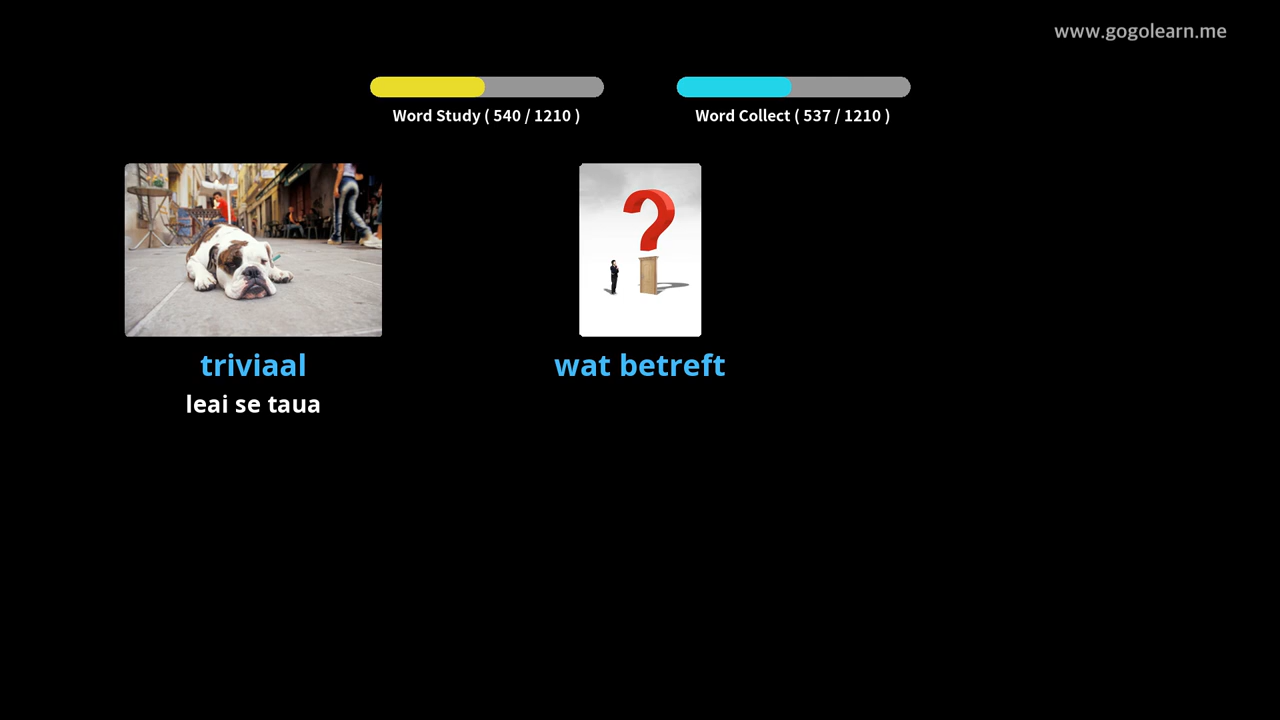 www.gogolearn.me
Word Study ( 540 / 1210 )
Word Collect ( 537 / 1210 )
triviaal
leai se taua
wat betreft